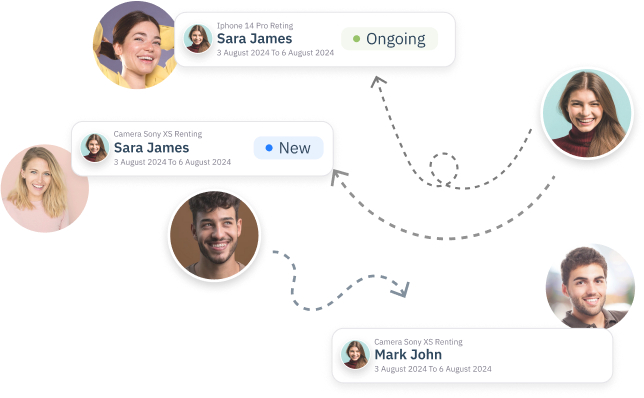 Iphone 14 Pro Reting
Sara James
3 August 2024 To 6 August 2024
Ongoing
Camera Sony XS Renting
Sara James
3 August 2024 To 6 August 2024
New
Camera Sony XS Renting
Mark John
3 August 2024 To 6 August 2024